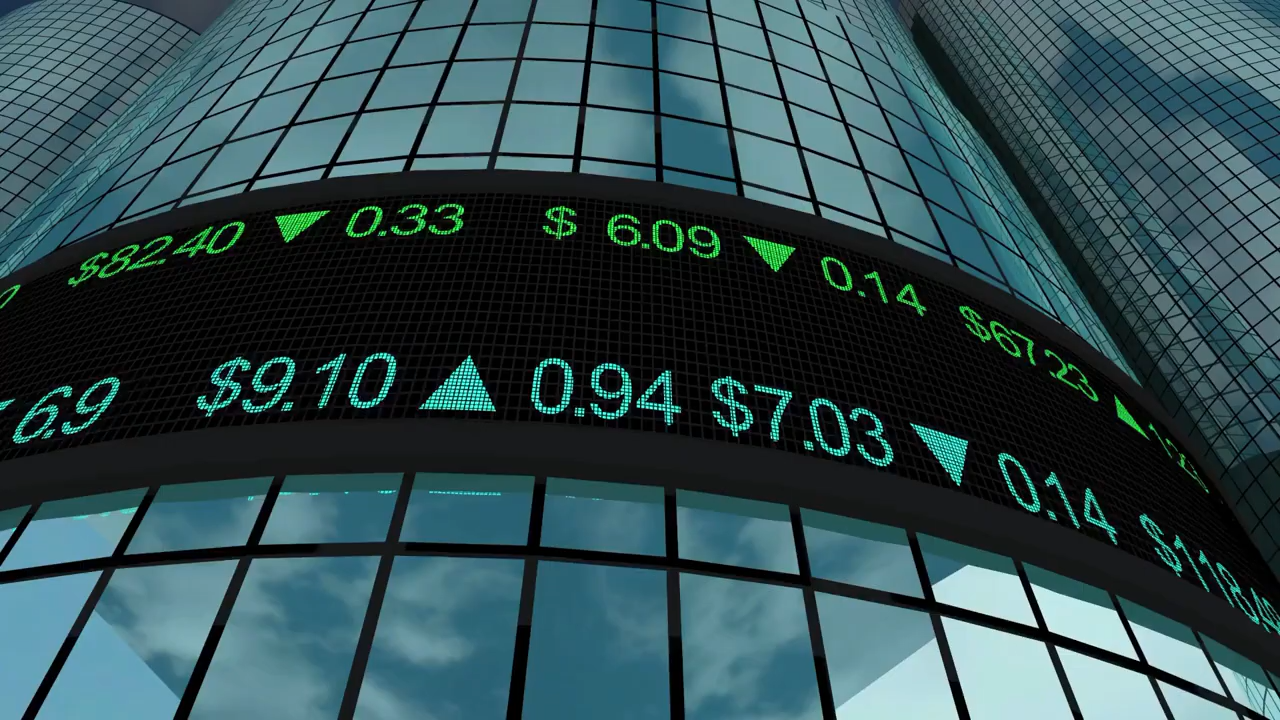 $82.40 ▼ 0.33 $ 6.09 ▼ 0.14 $67.23 ▲
6.9 $9.10 ▲ 0.94 $7.03 ▼ 0.14